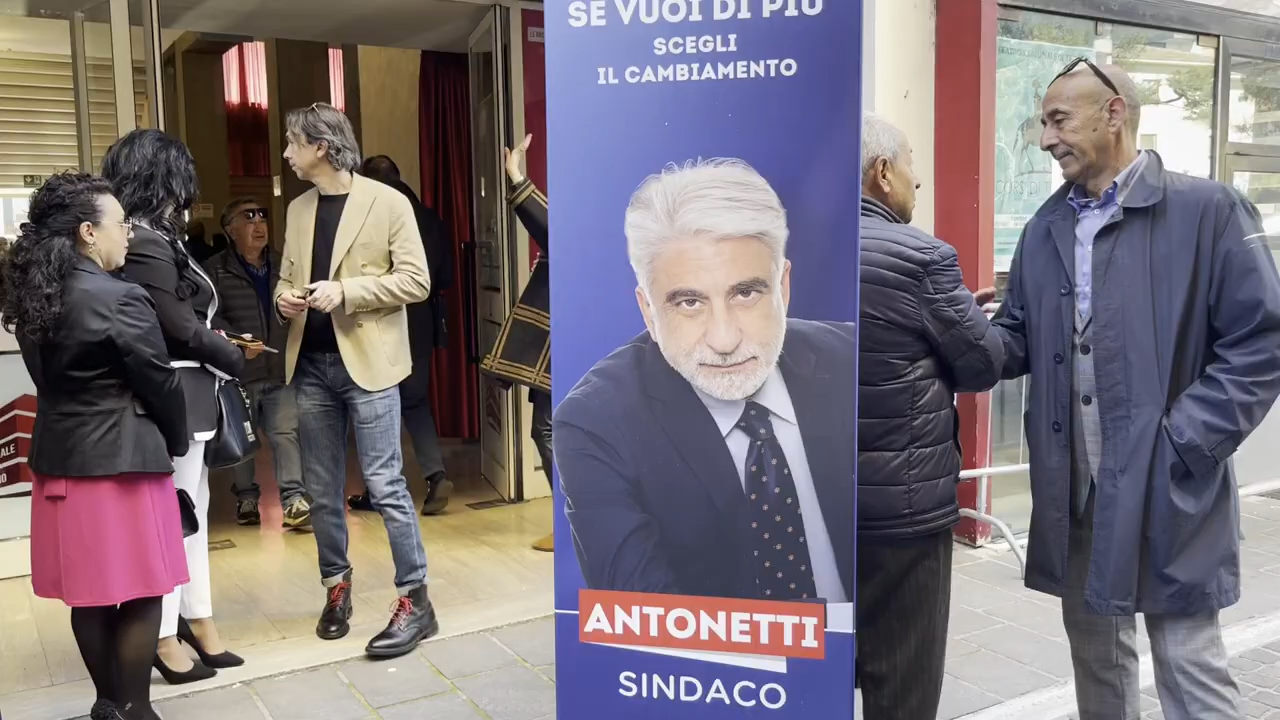 SE VUOI DI PIÙ
SCEGLI
IL CAMBIAMENTO
ANTONETTI
SINDACO